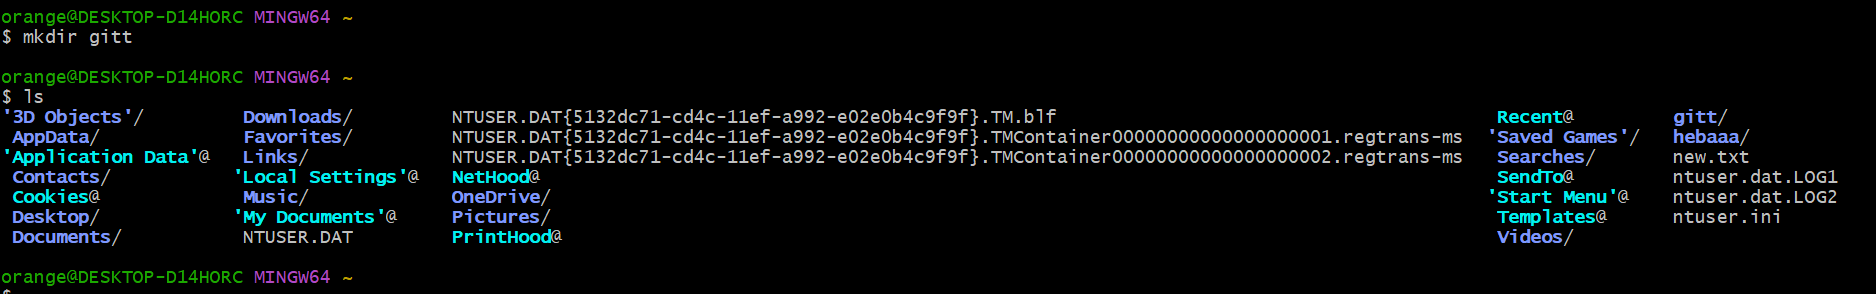 orange@DESKTOP-D14HORC MINGW64 ~
$ mkdir gitt
orange@DESKTOP-D14HORC MINGW64 ~
$ ls
'3D Objects'/ Downloads/ NTUSER.DAT{5132dc71-cd4c-11ef-a992-e02e0b4c9f9f}.TM.blf Recent@ gitt/
AppData/ Favorites/ NTUSER.DAT{5132dc71-cd4c-11ef-a992-e02e0b4c9f9f}.TMContainer00000000000000000001.regtrans-ms 'Saved Games'/ hebaaa/
'Application Data'@ Links/ NTUSER.DAT{5132dc71-cd4c-11ef-a992-e02e0b4c9f9f}.TMContainer00000000000000000002.regtrans-ms Searches/ new.txt
Contacts/ 'Local Settings'@ NetHood@ SendTo@ ntuser.dat.LOG1
Cookies@ Music/ OneDrive/ 'Start Menu'@ ntuser.dat.LOG2
Desktop/ 'My Documents'@ Pictures/ Templates@ ntuser.ini
Documents/ NTUSER.DAT PrintHood@ Videos/
orange@DESKTOP-D14HORC MINGW64 ~